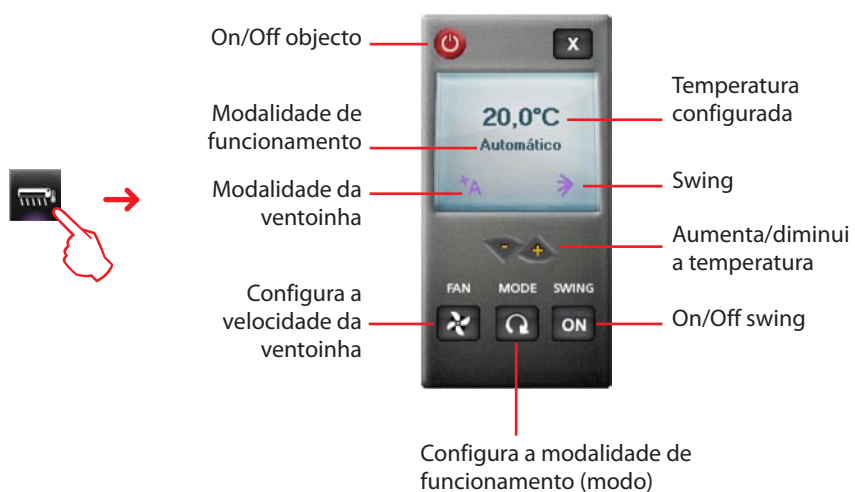 On/Off objecto
X
Temperatura
configurada
20,0°C
Modalidade de
funcionamento
Automático
A
Modalidade da
ventoinha
Swing
- +
Aumenta/diminui
a temperatura
FAN MODE SWING
Configura a
velocidade da
ventoinha
ON
On/Off swing
Configura a modalidade de
funcionamento (modo)